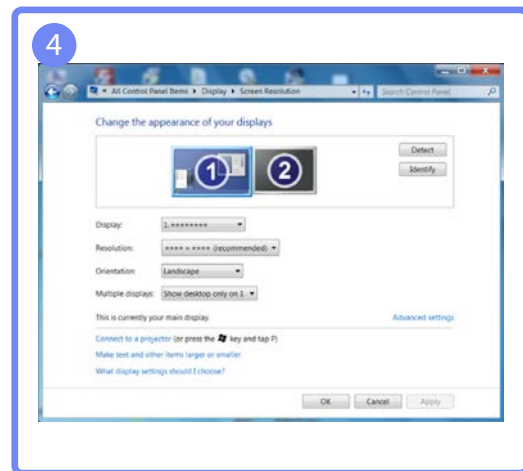 4
All Control Panel Items ▸ Display ▸ Screen Resolution
Search Control Panel
Change the appearance of your displays
1
2
Detect
Identify
Display: 1.********
Resolution: **** × **** (recommended)
Orientation: Landscape
Multiple displays: Show desktop only on 1
This is currently your main display.
Advanced settings
Connect to a projector (or press the key and tap P)
Make text and other items larger or smaller
What display settings should I choose?
OK
Cancel
Apply